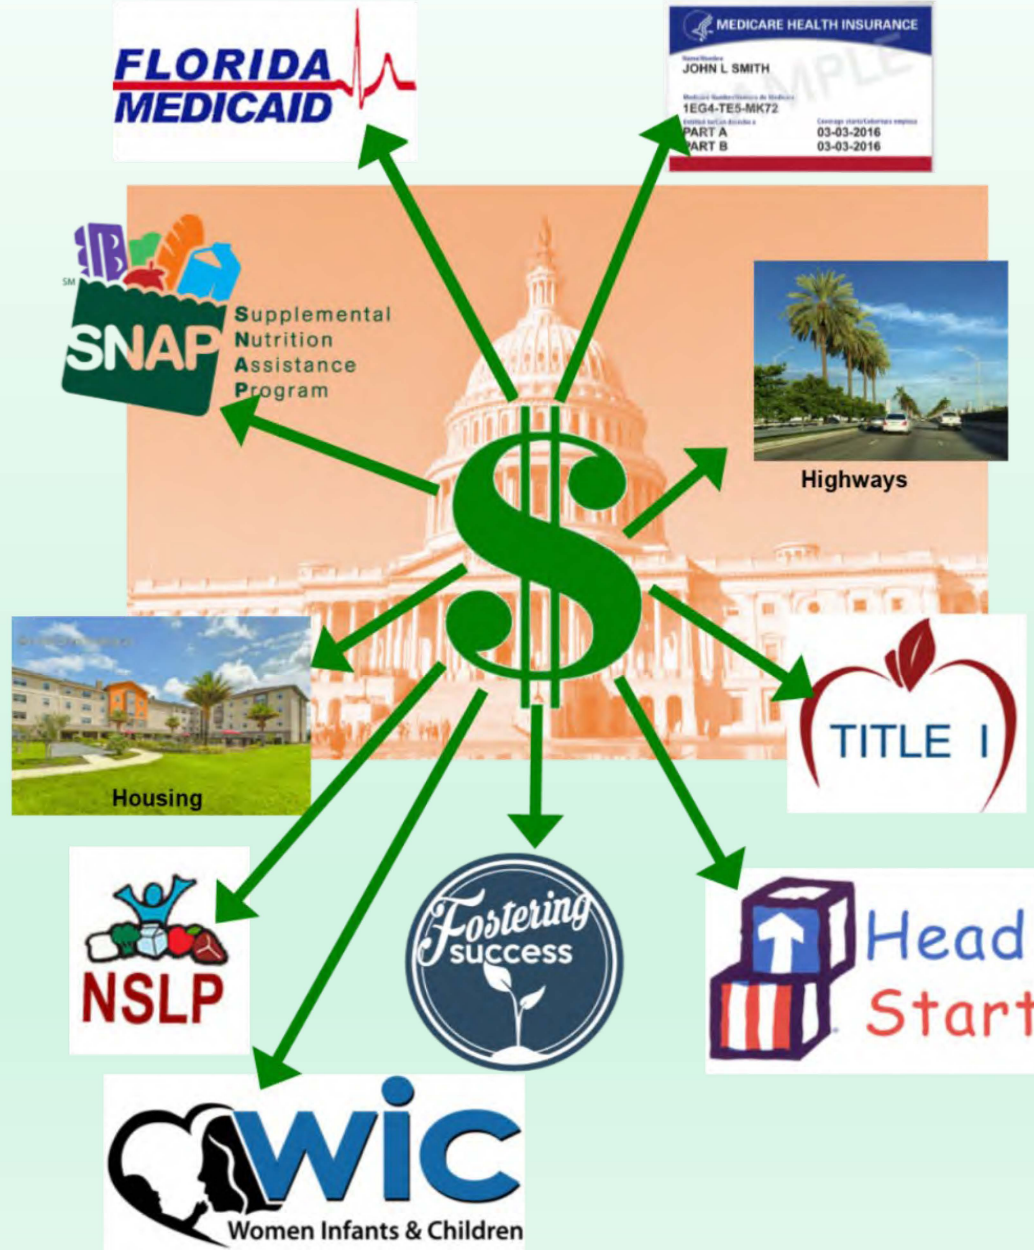 FLORIDA
MEDICAID
MEDICARE HEALTH INSURANCE
JOHN L SMITH
1EG4-TE5-MK72
PART A 03-03-2016
PART B 03-03-2016
SM
SNAP
Supplemental
Nutrition
Assistance
Program
Highways
$
Housing
TITLE I
NSLP
Fostering
success
Head
Start
wic
Women Infants & Children